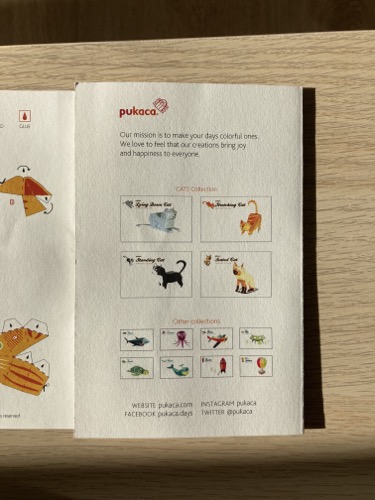 GLUE
B
pukaca
Our mission is to make your days colorful ones.
We love to feel that our creations bring joy
and happiness to everyone.
CATS Collection
Lying Down Cat
Stretching Cat
Standing Cat
Seated Cat
Other collections
WEBSITE pukaca.com INSTAGRAM pukaca
FACEBOOK pukaca.days TWITTER @pukaca
reserved